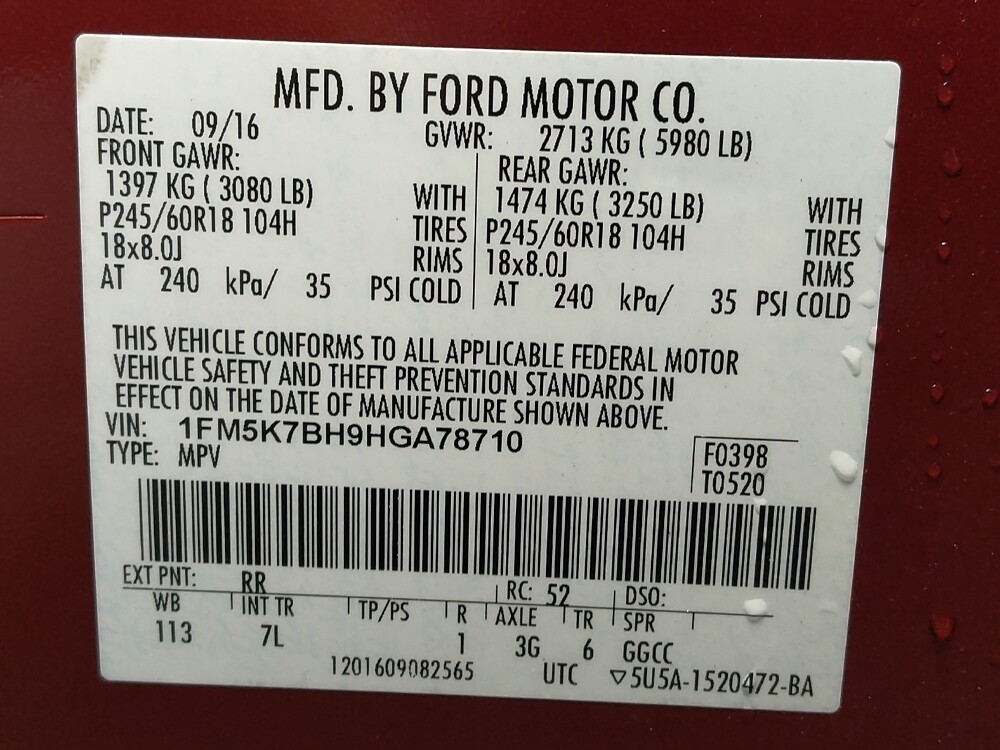 MFD. BY FORD MOTOR CO.
DATE: 09/16 GVWR: 2713 KG ( 5980 LB)
FRONT GAWR: REAR GAWR:
1397 KG ( 3080 LB) WITH 1474 KG ( 3250 LB) WITH
P245/60R18 104H TIRES P245/60R18 104H TIRES
18x8.0J RIMS 18x8.0J RIMS
AT 240 kPa/ 35 PSI COLD AT 240 kPa/ 35 PSI COLD
THIS VEHICLE CONFORMS TO ALL APPLICABLE FEDERAL MOTOR
VEHICLE SAFETY AND THEFT PREVENTION STANDARDS IN
EFFECT ON THE DATE OF MANUFACTURE SHOWN ABOVE.
VIN: 1FM5K7BH9HGA78710
TYPE: MPV
F0398
T0520
EXT PNT: RR RC: 52 DSO:
WB INT TR TP/PS R AXLE TR SPR
113 7L 1 3G 6 GGCC
1201609082565 UTC ▽5U5A-1520472-BA